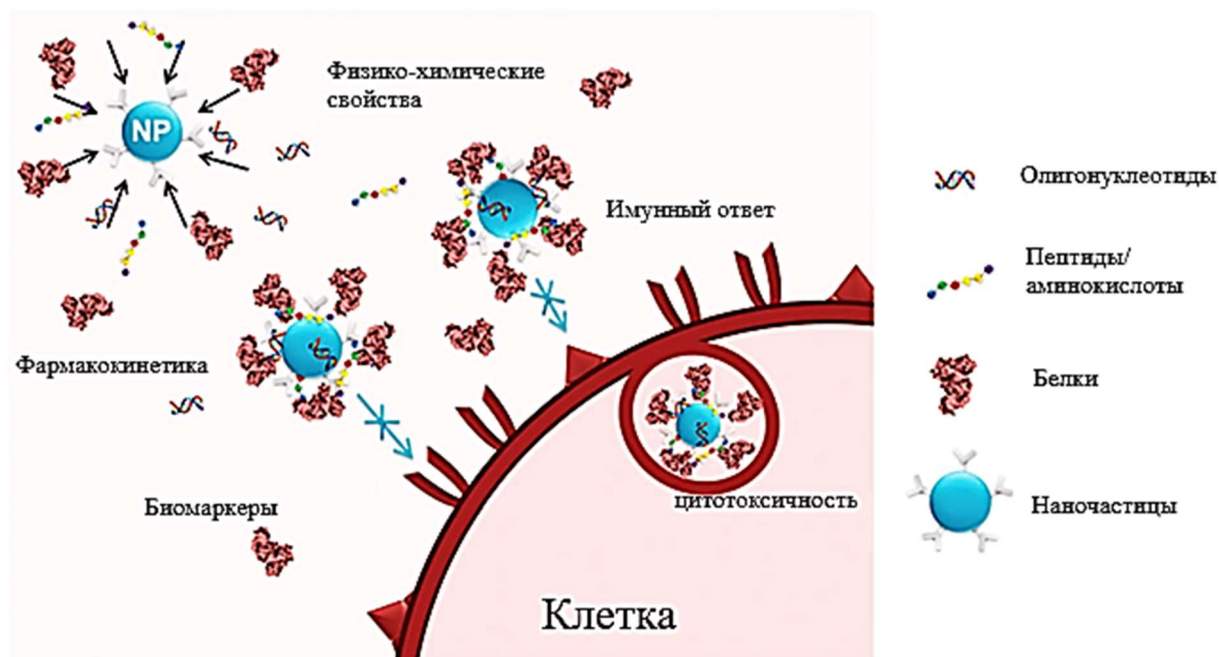 Физико-химические
свойства
NP
Имунный ответ
Фармакокинетика
Биомаркеры
цитотоксичность
Клетка
Олигонуклеотиды
Пептиды/
аминокислоты
Белки
Наночастицы